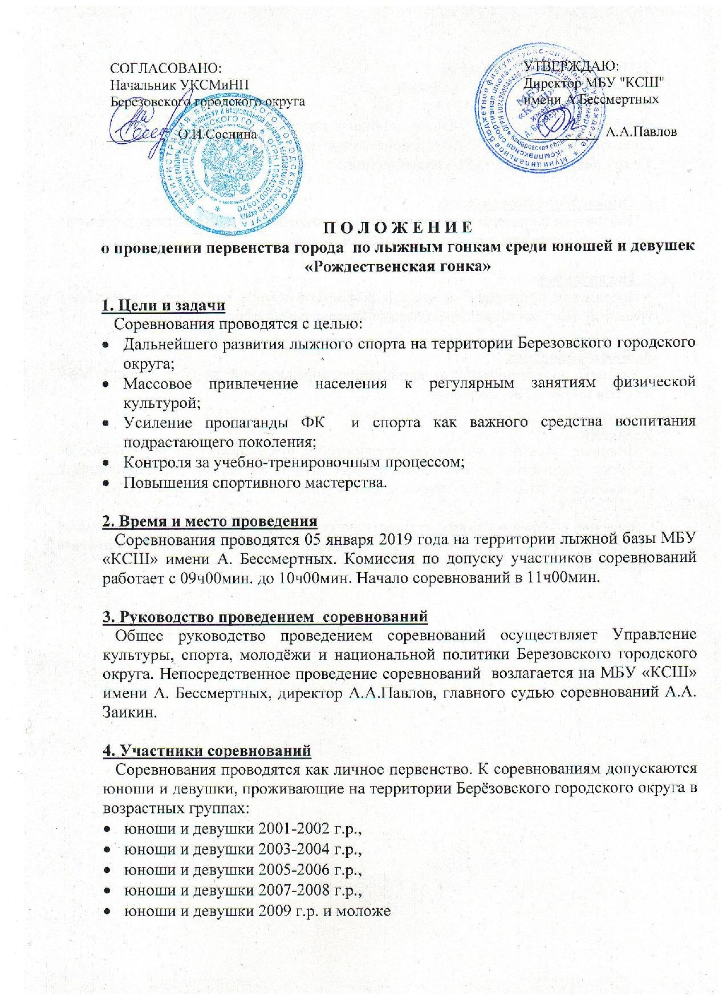 СОГЛАСОВАНО:
Начальник УКСМиНП
Березовского городского округа
О.И.Соснина
УТВЕРЖДАЮ:
Директор МБУ "КСШ"
имени А.Бессмертных
А.А.Павлов
П О Л О Ж Е Н И Е
о проведении первенства города по лыжным гонкам среди юношей и девушек
«Рождественская гонка»
1. Цели и задачи
Соревнования проводятся с целью:
• Дальнейшего развития лыжного спорта на территории Березовского городского
округа;
• Массовое привлечение населения к регулярным занятиям физической
культурой;
• Усиление пропаганды ФК и спорта как важного средства воспитания
подрастающего поколения;
• Контроля за учебно-тренировочным процессом;
• Повышения спортивного мастерства.
2. Время и место проведения
Соревнования проводятся 05 января 2019 года на территории лыжной базы МБУ
«КСШ» имени А. Бессмертных. Комиссия по допуску участников соревнований
работает с 09ч00мин. до 10ч00мин. Начало соревнований в 11ч00мин.
3. Руководство проведением соревнований
Общее руководство проведением соревнований осуществляет Управление
культуры, спорта, молодёжи и национальной политики Березовского городского
округа. Непосредственное проведение соревнований возлагается на МБУ «КСШ»
имени А. Бессмертных, директор А.А.Павлов, главного судью соревнований А.А.
Заикин.
4. Участники соревнований
Соревнования проводятся как личное первенство. К соревнованиям допускаются
юноши и девушки, проживающие на территории Берёзовского городского округа в
возрастных группах:
• юноши и девушки 2001-2002 г.р.,
• юноши и девушки 2003-2004 г.р.,
• юноши и девушки 2005-2006 г.р.,
• юноши и девушки 2007-2008 г.р.,
• юноши и девушки 2009 г.р. и моложе